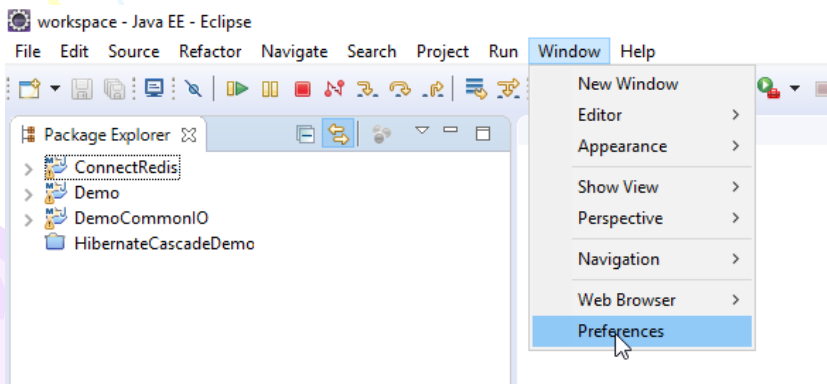 workspace - Java EE - Eclipse
File Edit Source Refactor Navigate Search Project Run Window Help
Package Explorer
ConnectRedis
Demo
DemoCommonIO
HibernateCascadeDemo
New Window
Editor
Appearance
Show View
Perspective
Navigation
Web Browser
Preferences